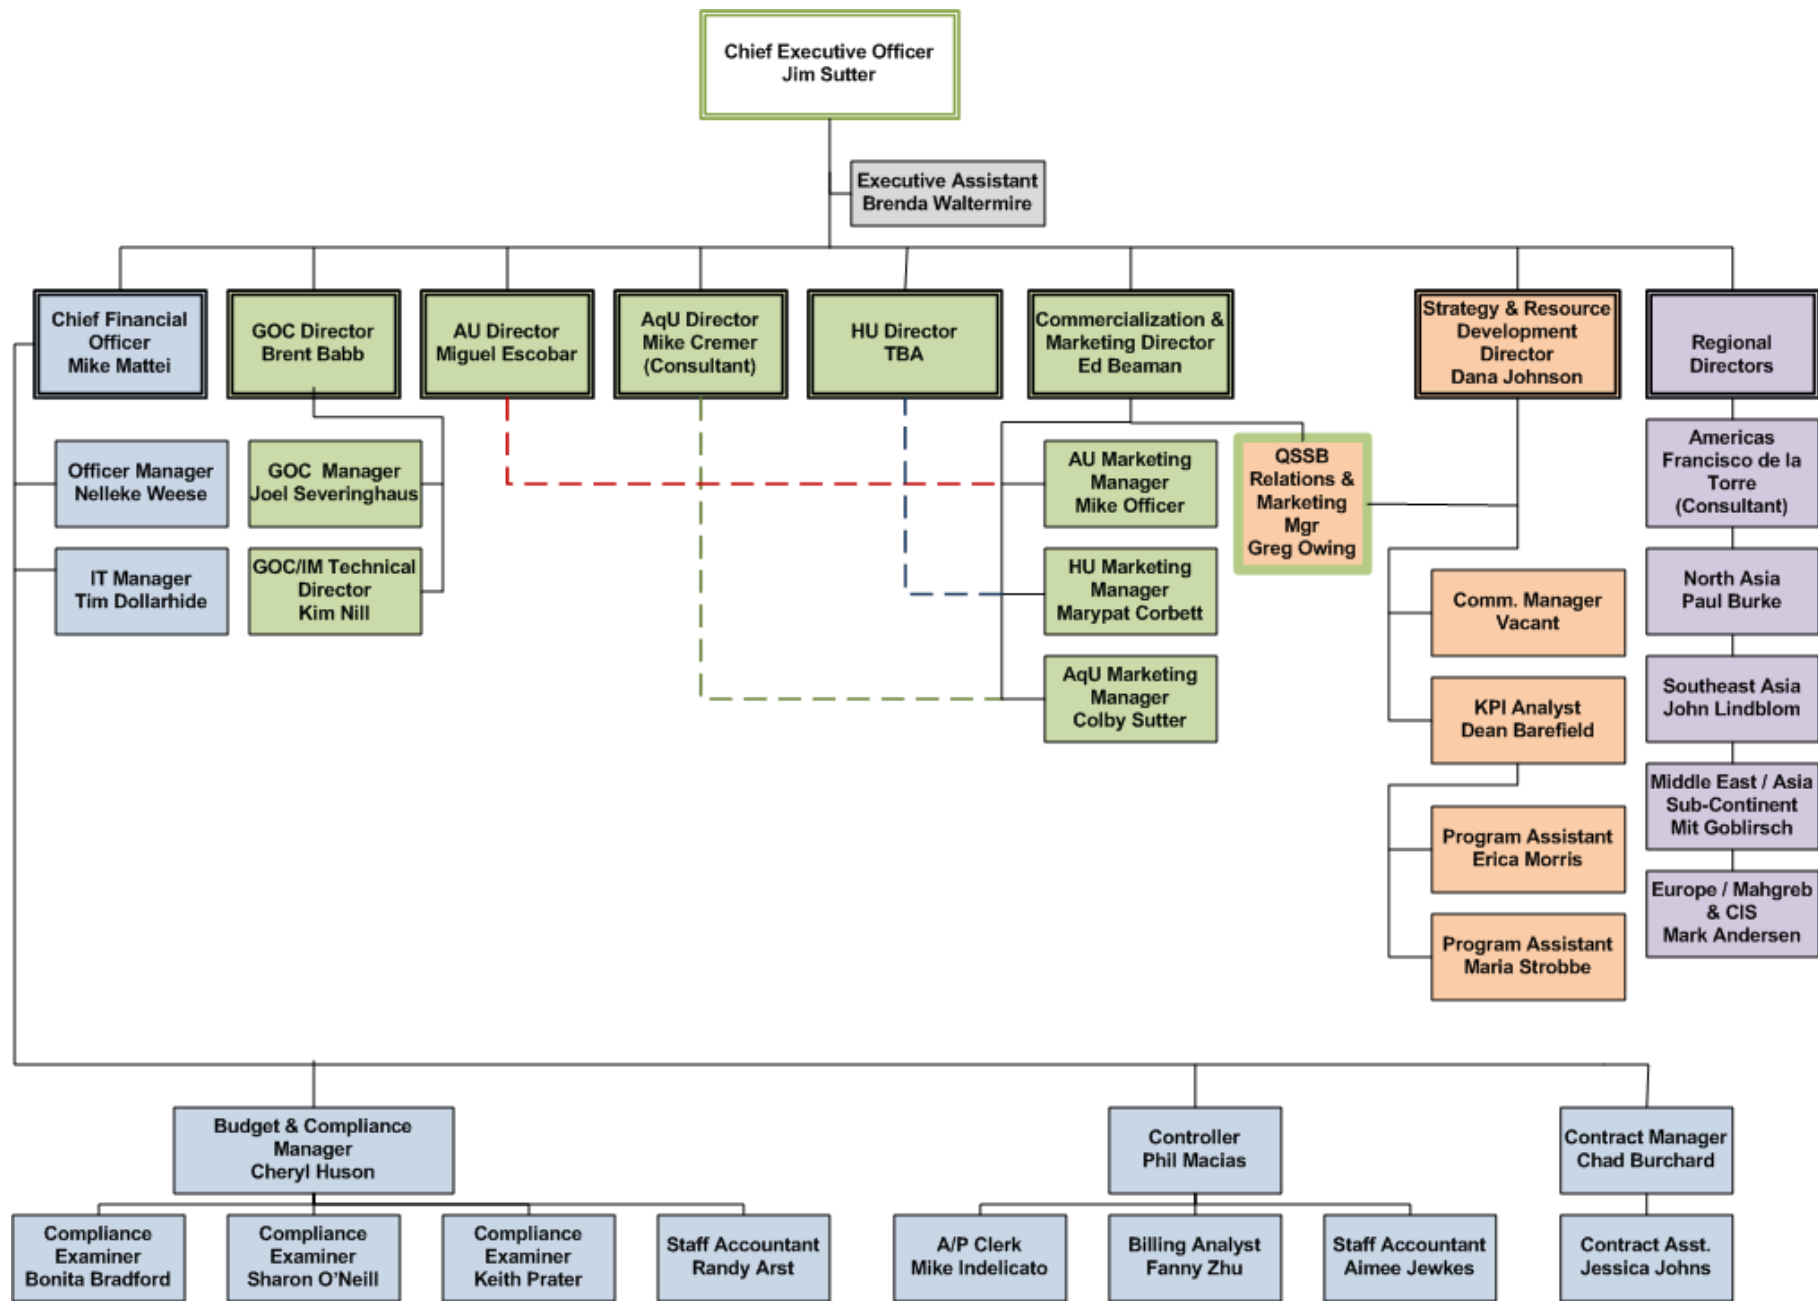 Chief Executive Officer
Jim Sutter
Executive Assistant
Brenda Waltermire
Chief Financial
Officer
Mike Mattei
GOC Director
Brent Babb
AU Director
Miguel Escobar
AqU Director
Mike Cremer
(Consultant)
HU Director
TBA
Commercialization &
Marketing Director
Ed Beaman
Strategy & Resource
Development
Director
Dana Johnson
Regional
Directors
Officer Manager
Nelleke Weese
IT Manager
Tim Dollarhide
GOC  Manager
Joel Severinghaus
GOC/IM Technical
Director
Kim Nill
AU Marketing
Manager
Mike Officer
HU Marketing
Manager
Marypat Corbett
AqU Marketing
Manager
Colby Sutter
QSSB
Relations &
Marketing
Mgr
Greg Owing
Comm. Manager
Vacant
KPI Analyst
Dean Barefield
Program Assistant
Erica Morris
Program Assistant
Maria Strobbe
Americas
Francisco de la
Torre
(Consultant)
North Asia
Paul Burke
Southeast Asia
John Lindblom
Middle East / Asia
Sub-Continent
Mit Goblirsch
Europe / Mahgreb
& CIS
Mark Andersen
Budget & Compliance
Manager
Cheryl Huson
Controller
Phil Macias
Contract Manager
Chad Burchard
Compliance
Examiner
Bonita Bradford
Compliance
Examiner
Sharon O'Neill
Compliance
Examiner
Keith Prater
Staff Accountant
Randy Arst
A/P Clerk
Mike Indelicato
Billing Analyst
Fanny Zhu
Staff Accountant
Aimee Jewkes
Contract Asst.
Jessica Johns